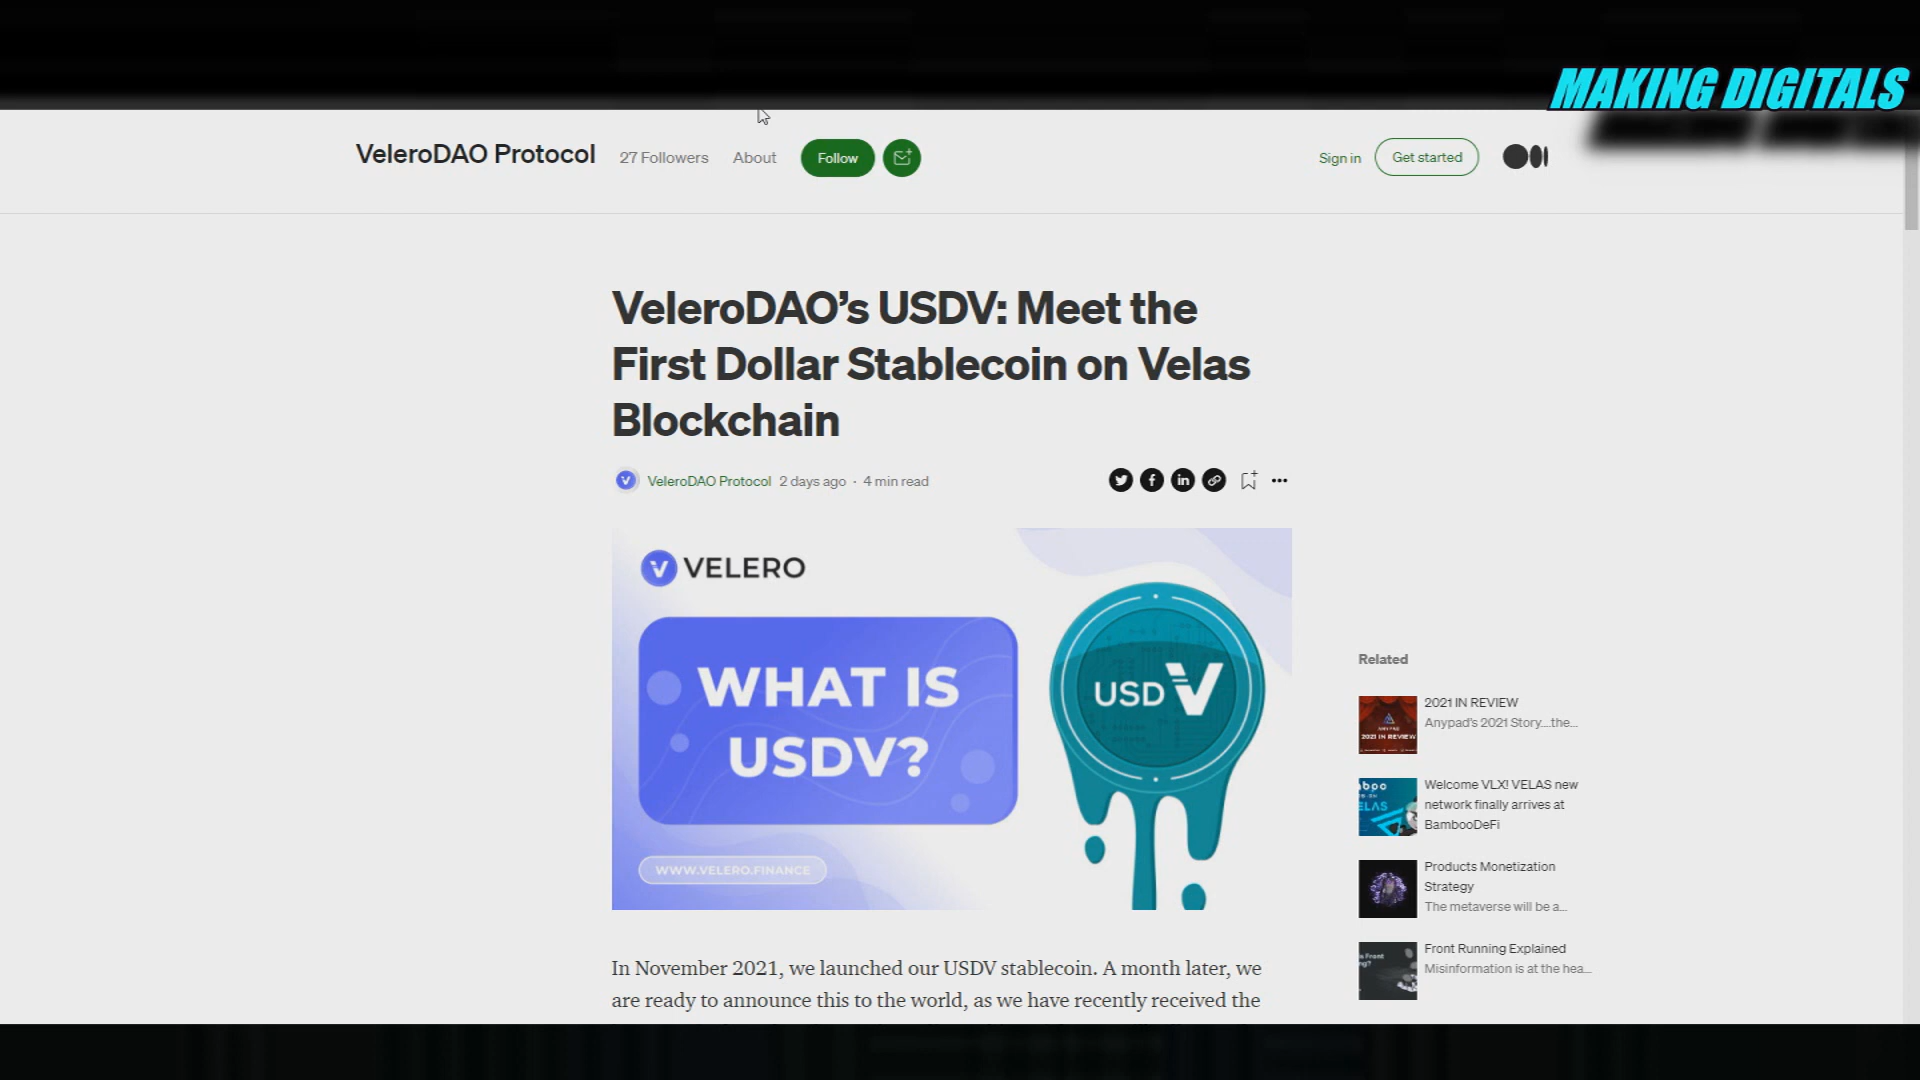 MAKING DIGITALS
VeleroDAO Protocol 27 Followers About Follow
Sign in Get started
VeleroDAO’s USDV: Meet the
First Dollar Stablecoin on Velas
Blockchain
VeleroDAO Protocol 2 days ago · 4 min read
VELERO
WHAT IS
USDV?
WWW.VELERO.FINANCE
USDV
In November 2021, we launched our USDV stablecoin. A month later, we
are ready to announce this to the world, as we have recently received the
Related
2021 IN REVIEW
Anypad's 2021 Story....the...
2021 IN REVIEW
Welcome VLX! VELAS new
network finally arrives at
BambooDeFi
Products Monetization
Strategy
The metaverse will be a...
Front Running Explained
Misinformation is at the hea...